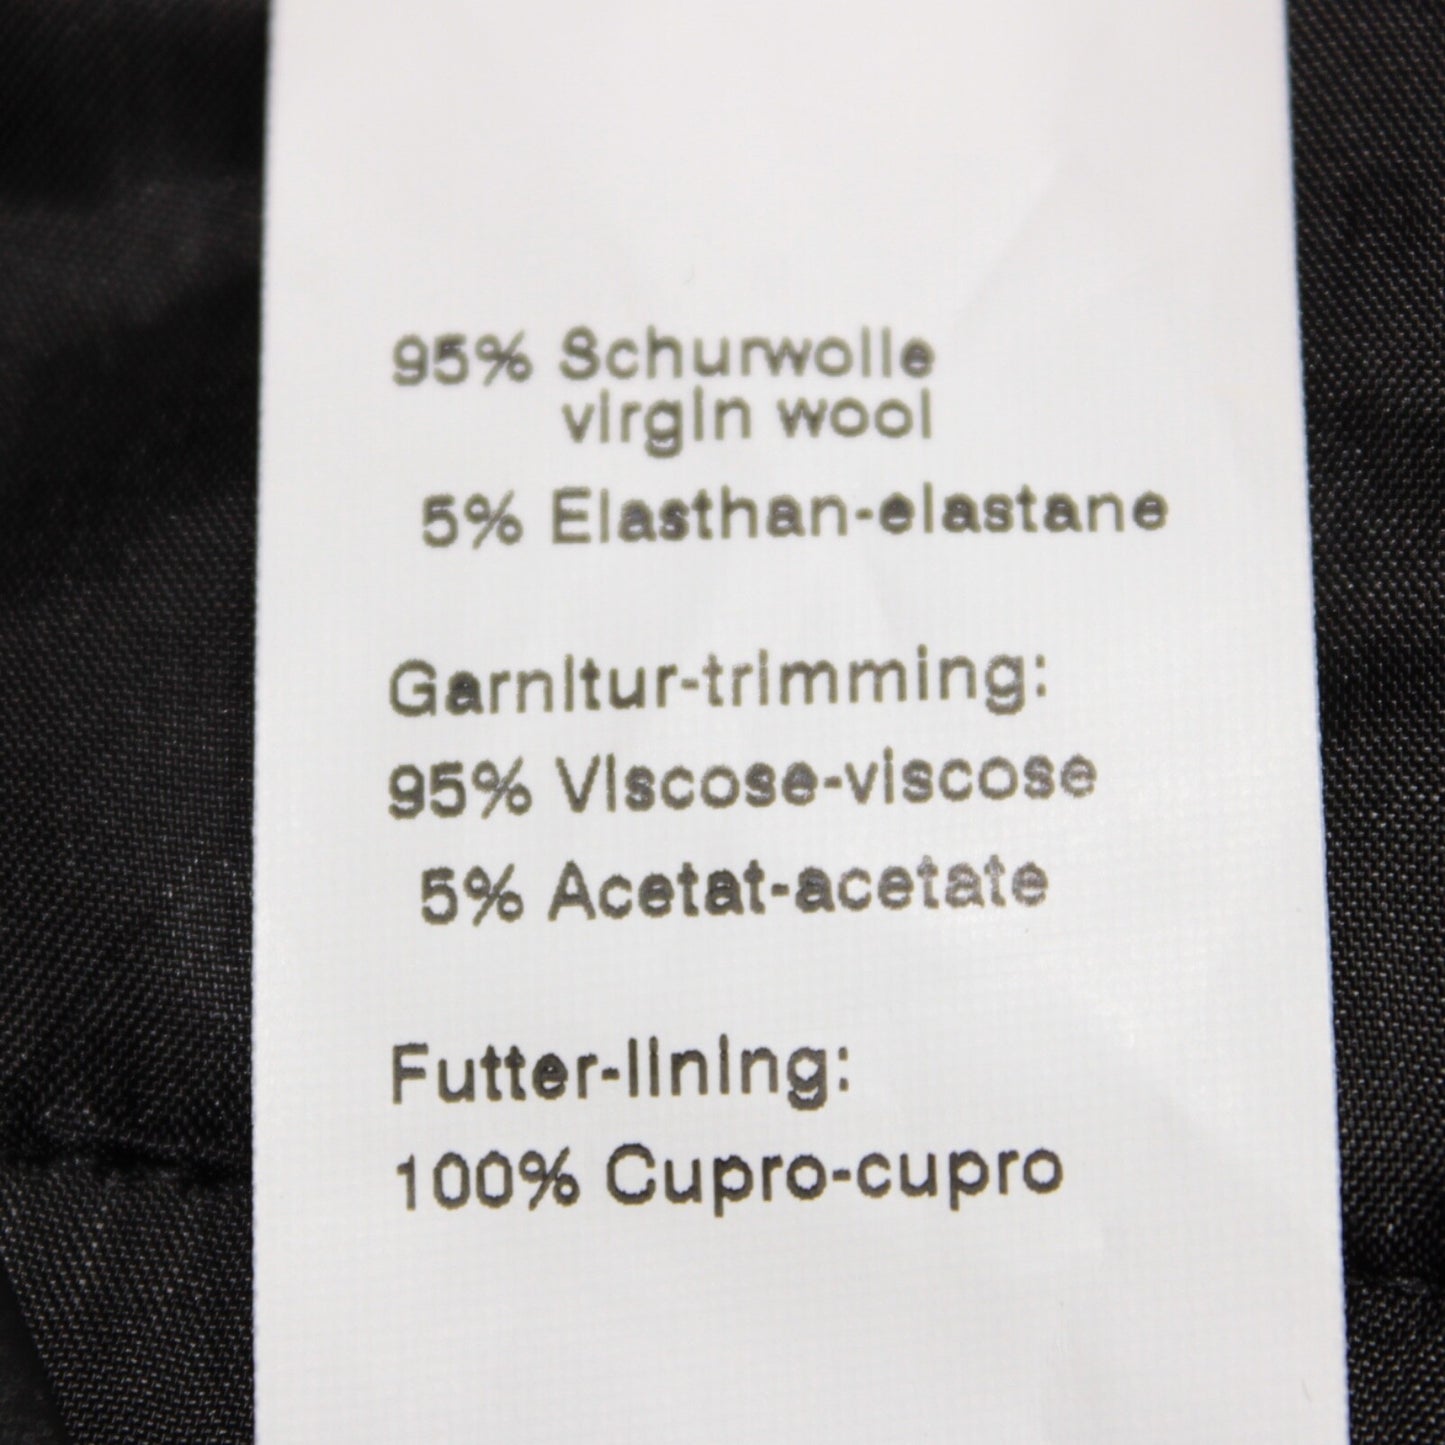 95% Schurwolle
virgin wool
5% Elasthan-elastane
Garnitur-trimming:
95% Viscose-viscose
5% Acetat-acetate
Futter-lining:
100% Cupro-cupro